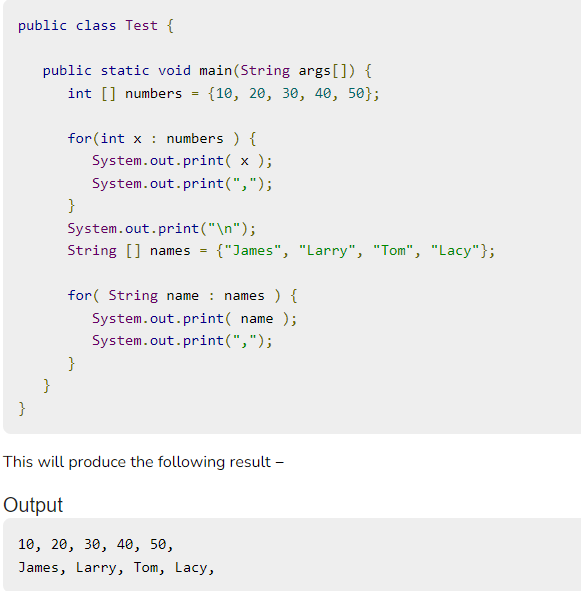 public class Test {
public static void main(String args[]) {
int [] numbers = {10, 20, 30, 40, 50};
for(int x : numbers ) {
System.out.print( x );
System.out.print(",");
}
System.out.print("\n");
String [] names = {"James", "Larry", "Tom", "Lacy"};
for( String name : names ) {
System.out.print( name );
System.out.print(",");
}
}
}
This will produce the following result −
Output
10, 20, 30, 40, 50,
James, Larry, Tom, Lacy,